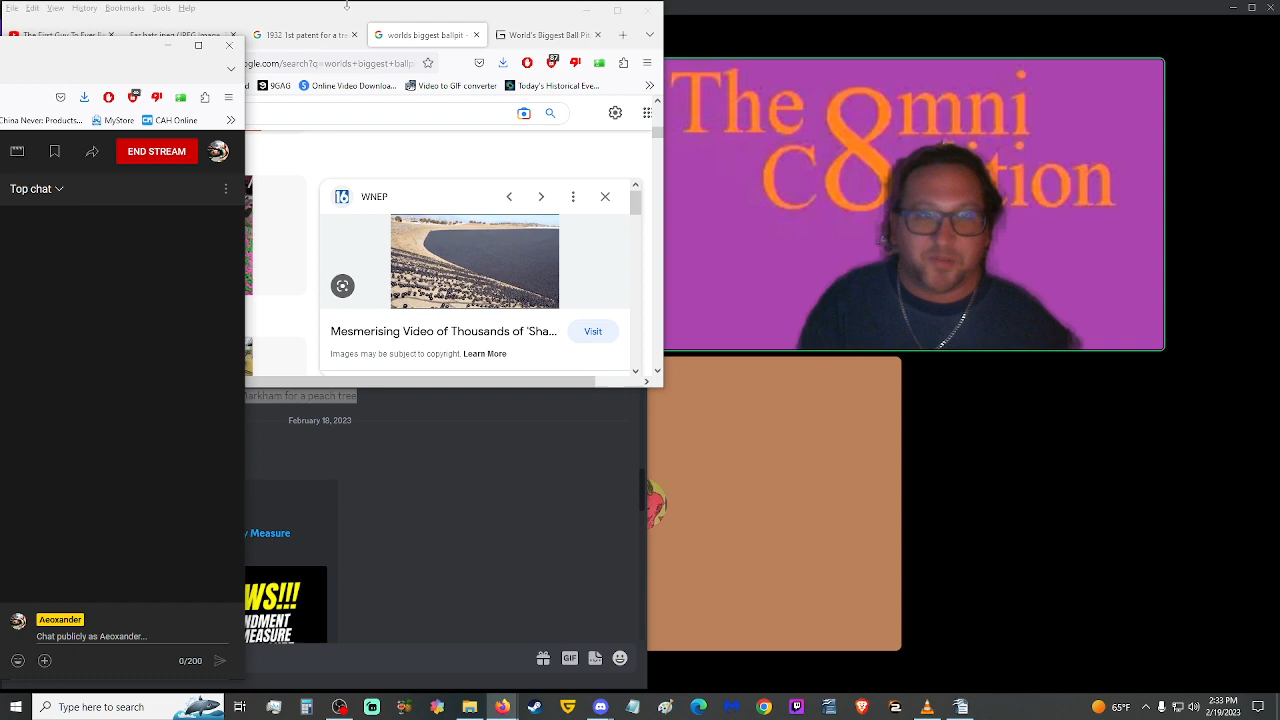 File Edit View History Bookmarks Tools Help
1932 1st patent for a tre
worlds biggest ballpit -
World's Biggest Ball Pit
gle.com/search?q=worlds+biggest+ballp
9GAG
Online Video Download...
Video to GIF converter
Today's Historical Eve...
China Never: Products...
MyStore
CAH Online
END STREAM
Top chat
WNEP
Mesmerising Video of Thousands of 'Sha...
Visit
Images may be subject to copyright. Learn More
arkham for a peach tree
February 18, 2023
y Measure
WS!!!
NDMENT
MEASURE
Aeoxander
Chat publicly as Aeoxander...
0/200
GIF
The Omni
C8 ition
Type here to search
65°F
2:33 PM
2/19/2023